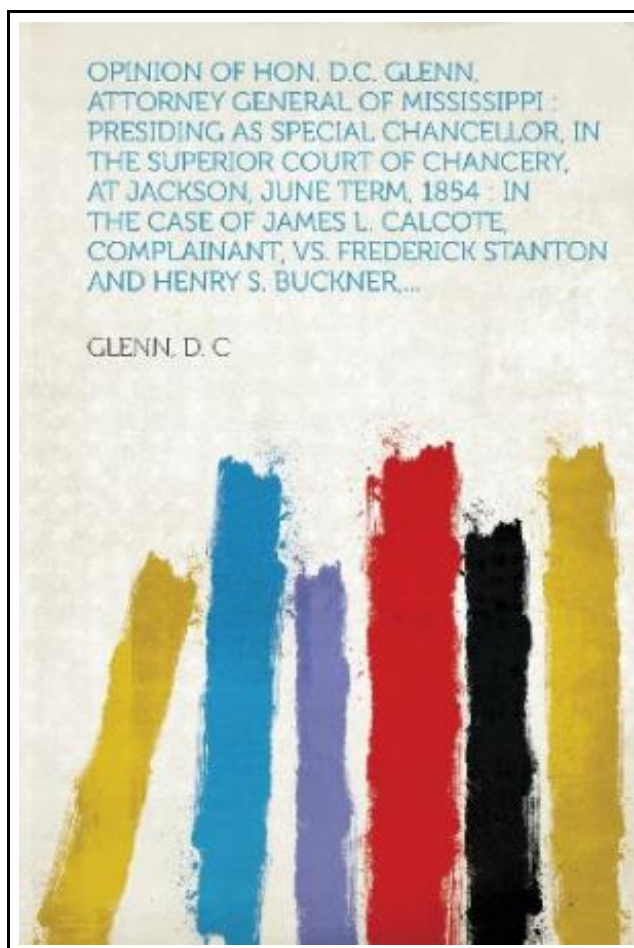 OPINION OF HON. D.C. GLENN,
ATTORNEY GENERAL OF MISSISSIPPI :
PRESIDING AS SPECIAL CHANCELLOR, IN
THE SUPERIOR COURT OF CHANCERY,
AT JACKSON, JUNE TERM, 1854 : IN
THE CASE OF JAMES L. CALCOTE,
COMPLAINANT, VS. FREDERICK STANTON
AND HENRY S. BUCKNER,...
GLENN, D. C